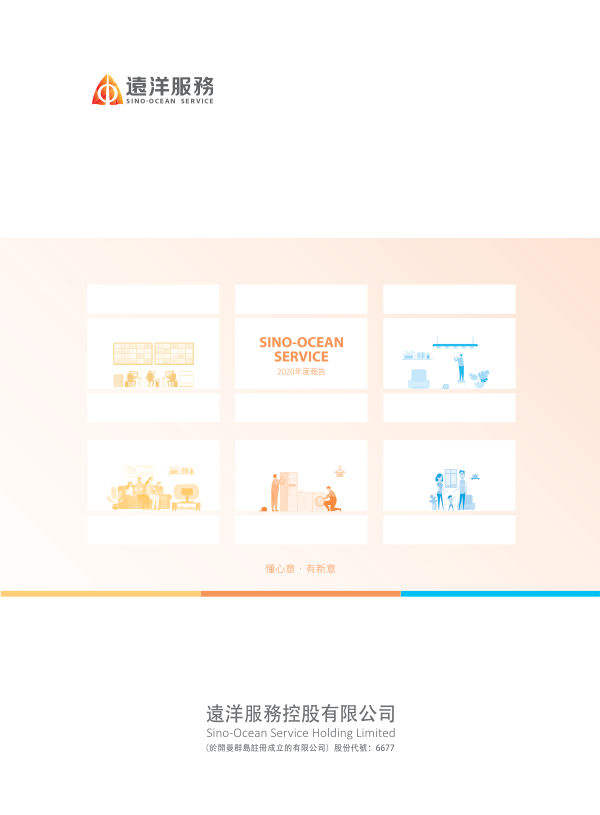 遠洋服務
SINO-OCEAN SERVICE
SINO-OCEAN
SERVICE
2020年度報告
懂心意·有新意
遠洋服務控股有限公司
Sino-Ocean Service Holding Limited
(於開曼群島註冊成立的有限公司) 股份代號：6677